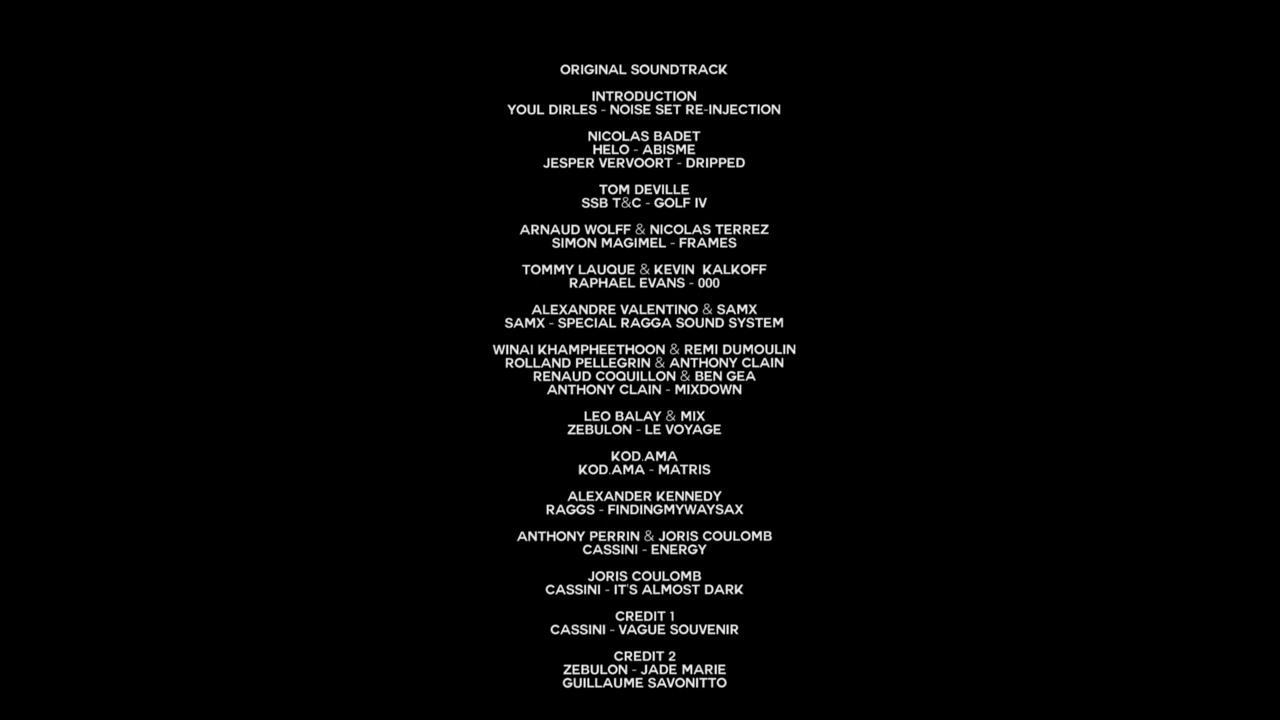 ORIGINAL SOUNDTRACK
INTRODUCTION
YOUL DIRLES - NOISE SET RE-INJECTION
NICOLAS BADET
HELO - ABISME
JESPER VERVOORT - DRIPPED
TOM DEVILLE
SSB T&C - GOLF IV
ARNAUD WOLFF & NICOLAS TERREZ
SIMON MAGIMEL - FRAMES
TOMMY LAUQUE & KEVIN KALKOFF
RAPHAEL EVANS - 000
ALEXANDRE VALENTINO & SAMX
SAMX - SPECIAL RAGGA SOUND SYSTEM
WINAI KHAMPHEETHOON & REMI DUMOULIN
ROLLAND PELLEGRIN & ANTHONY CLAIN
RENAUD COQUILLON & BEN GEA
ANTHONY CLAIN - MIXDOWN
LEO BALAY & MIX
ZEBULON - LE VOYAGE
KOD.AMA
KOD.AMA - MATRIS
ALEXANDER KENNEDY
RAGGS - FINDINGMYWAYSAX
ANTHONY PERRIN & JORIS COULOMB
CASSINI - ENERGY
JORIS COULOMB
CASSINI - IT'S ALMOST DARK
CREDIT 1
CASSINI - VAGUE SOUVENIR
CREDIT 2
ZEBULON - JADE MARIE
GUILLAUME SAVONITTO